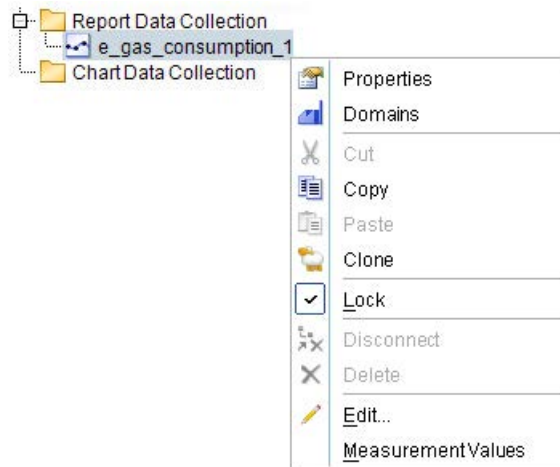 Report Data Collection
e_gas_consumption_1
Chart Data Collection
Properties
Domains
Cut
Copy
Paste
Clone
Lock
Disconnect
Delete
Edit...
Measurement Values